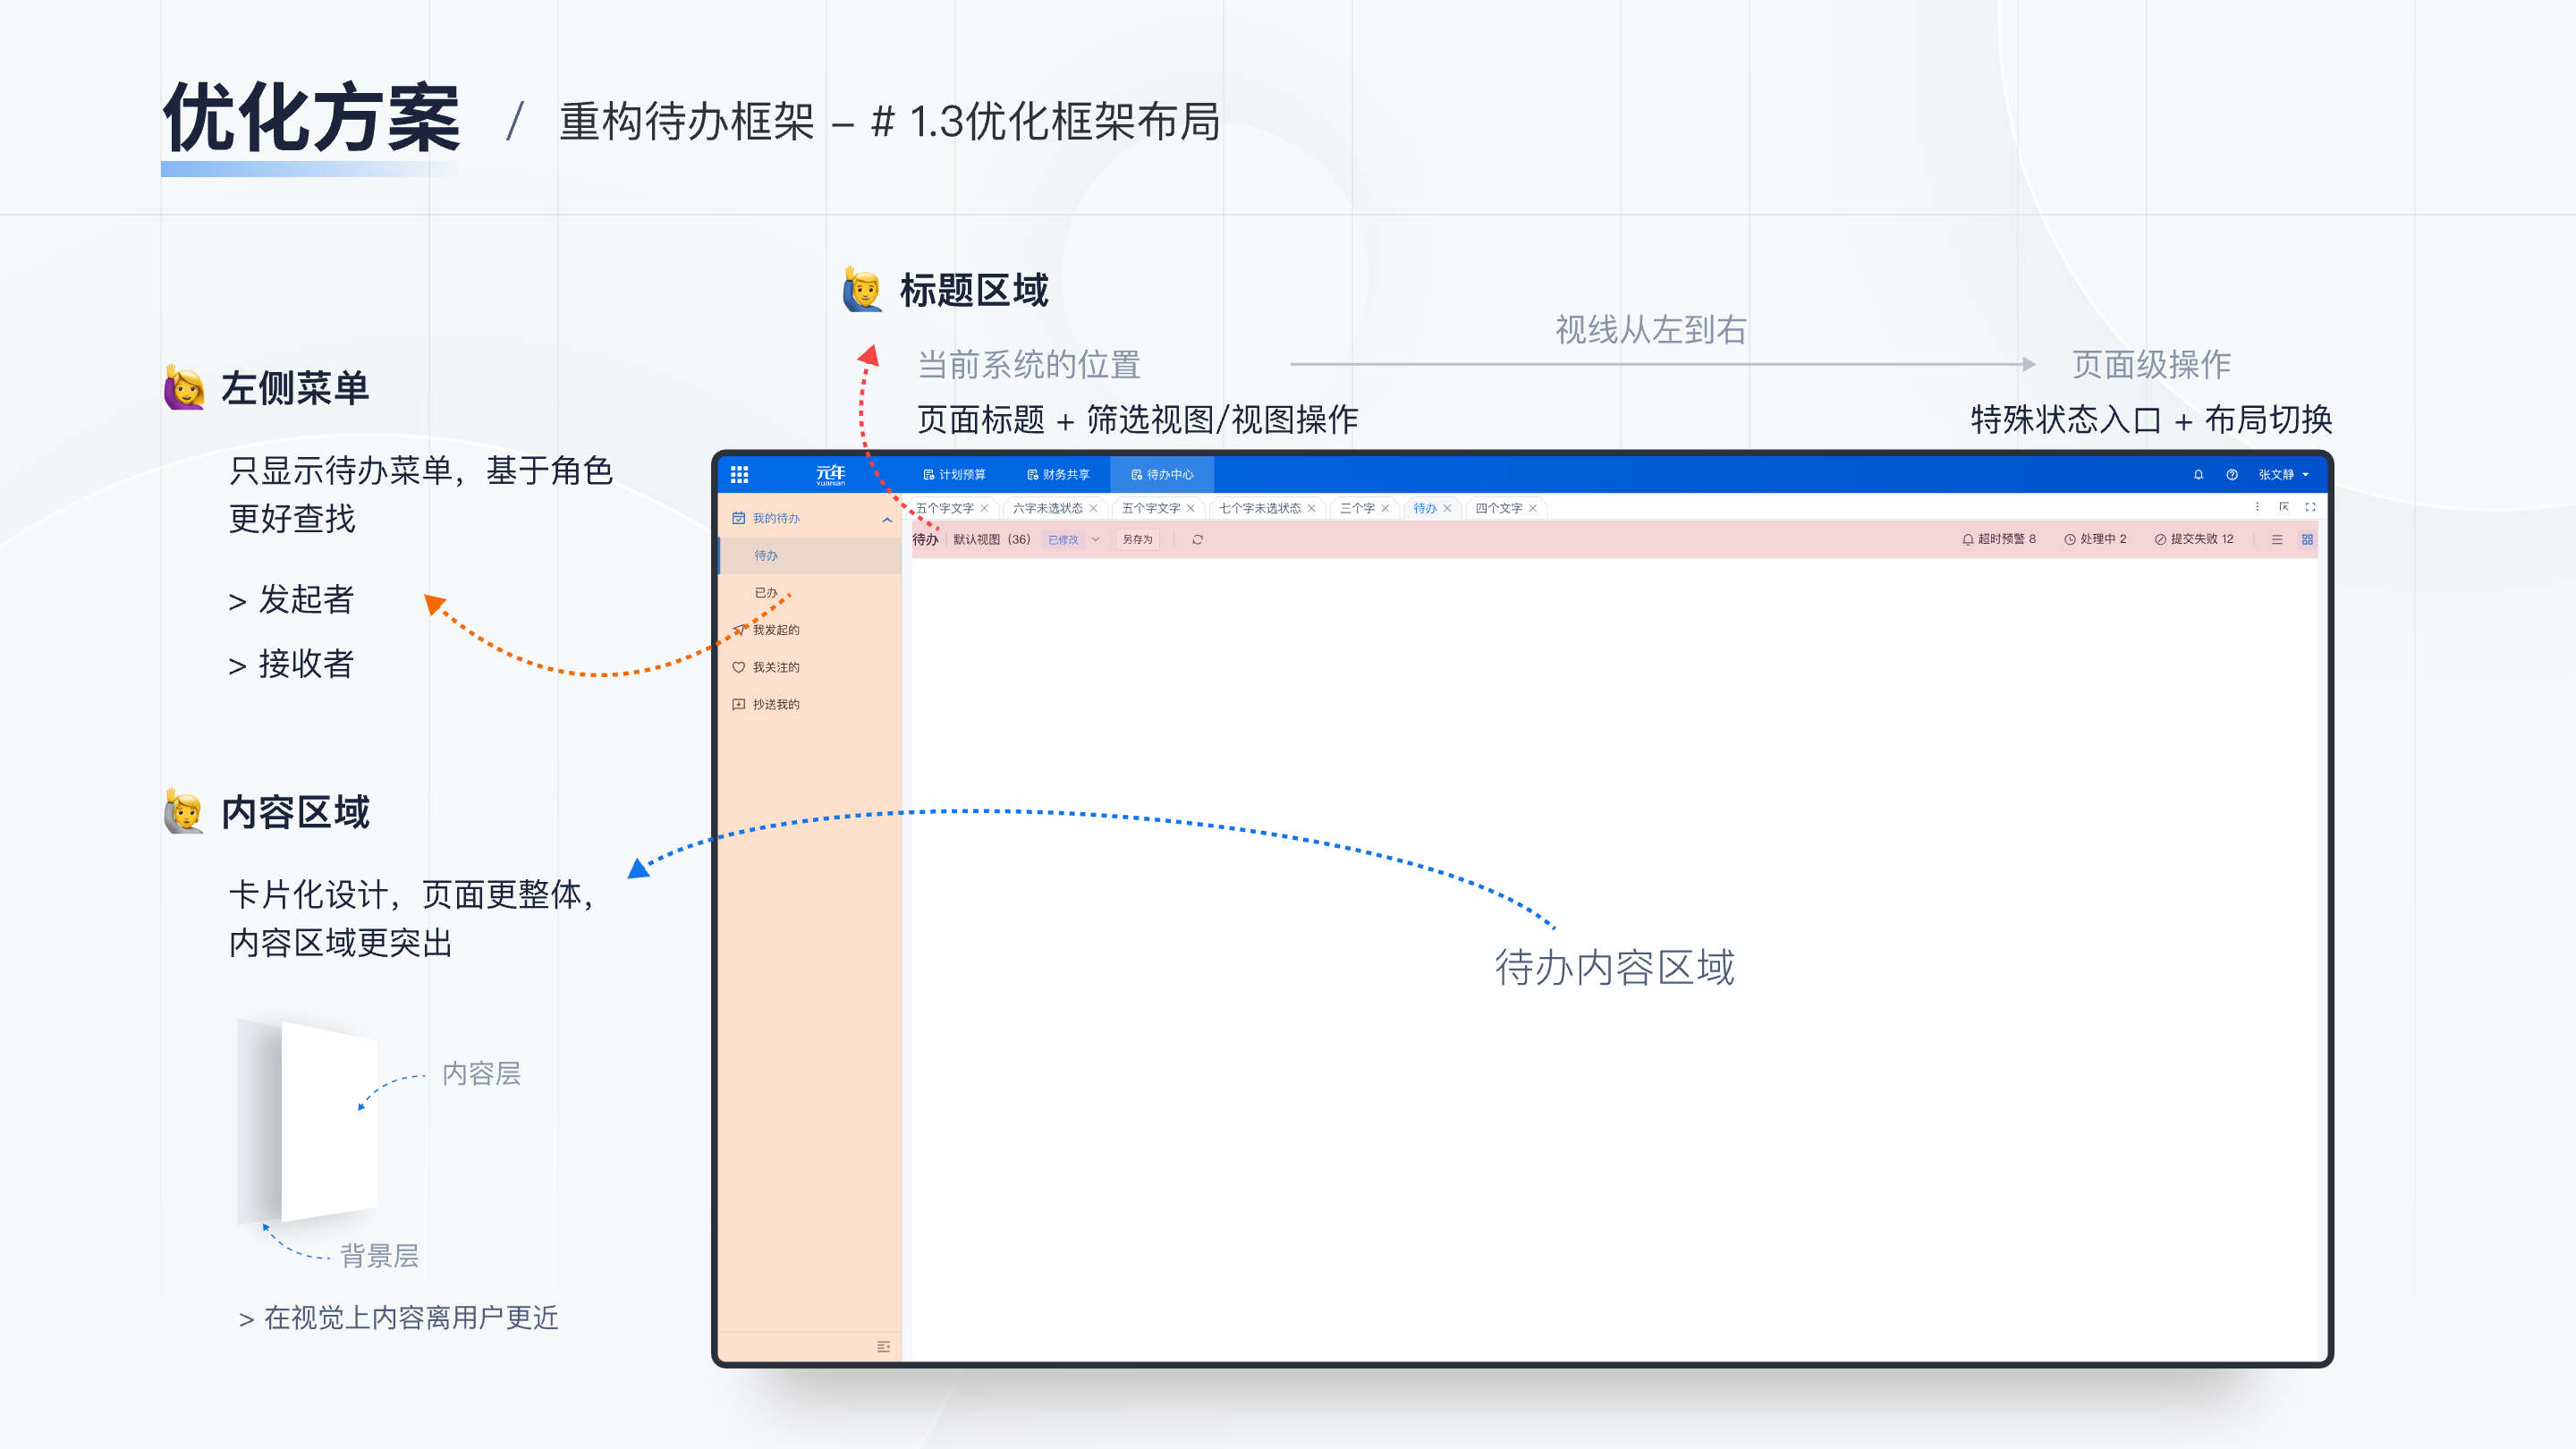 优化方案 / 重构待办框架 – # 1.3优化框架布局
标题区域
当前系统的位置
视线从左到右
页面级操作
页面标题 + 筛选视图/视图操作
特殊状态入口 + 布局切换
左侧菜单
只显示待办菜单，基于角色
更好查找
> 发起者
> 接收者
内容区域
卡片化设计，页面更整体，
内容区域更突出
内容层
背景层
> 在视觉上内容离用户更近
元年
yuanian
计划预算
财务共享
待办中心
张文静
五个字文字
六字未选状态
五个字文字
七个字未选状态
三个字
待办
四个文字
待办
默认视图（36）
已修改
另存为
超时预警 8
处理中 2
提交失败 12
我的待办
待办
已办
我发起的
我关注的
抄送我的
待办内容区域